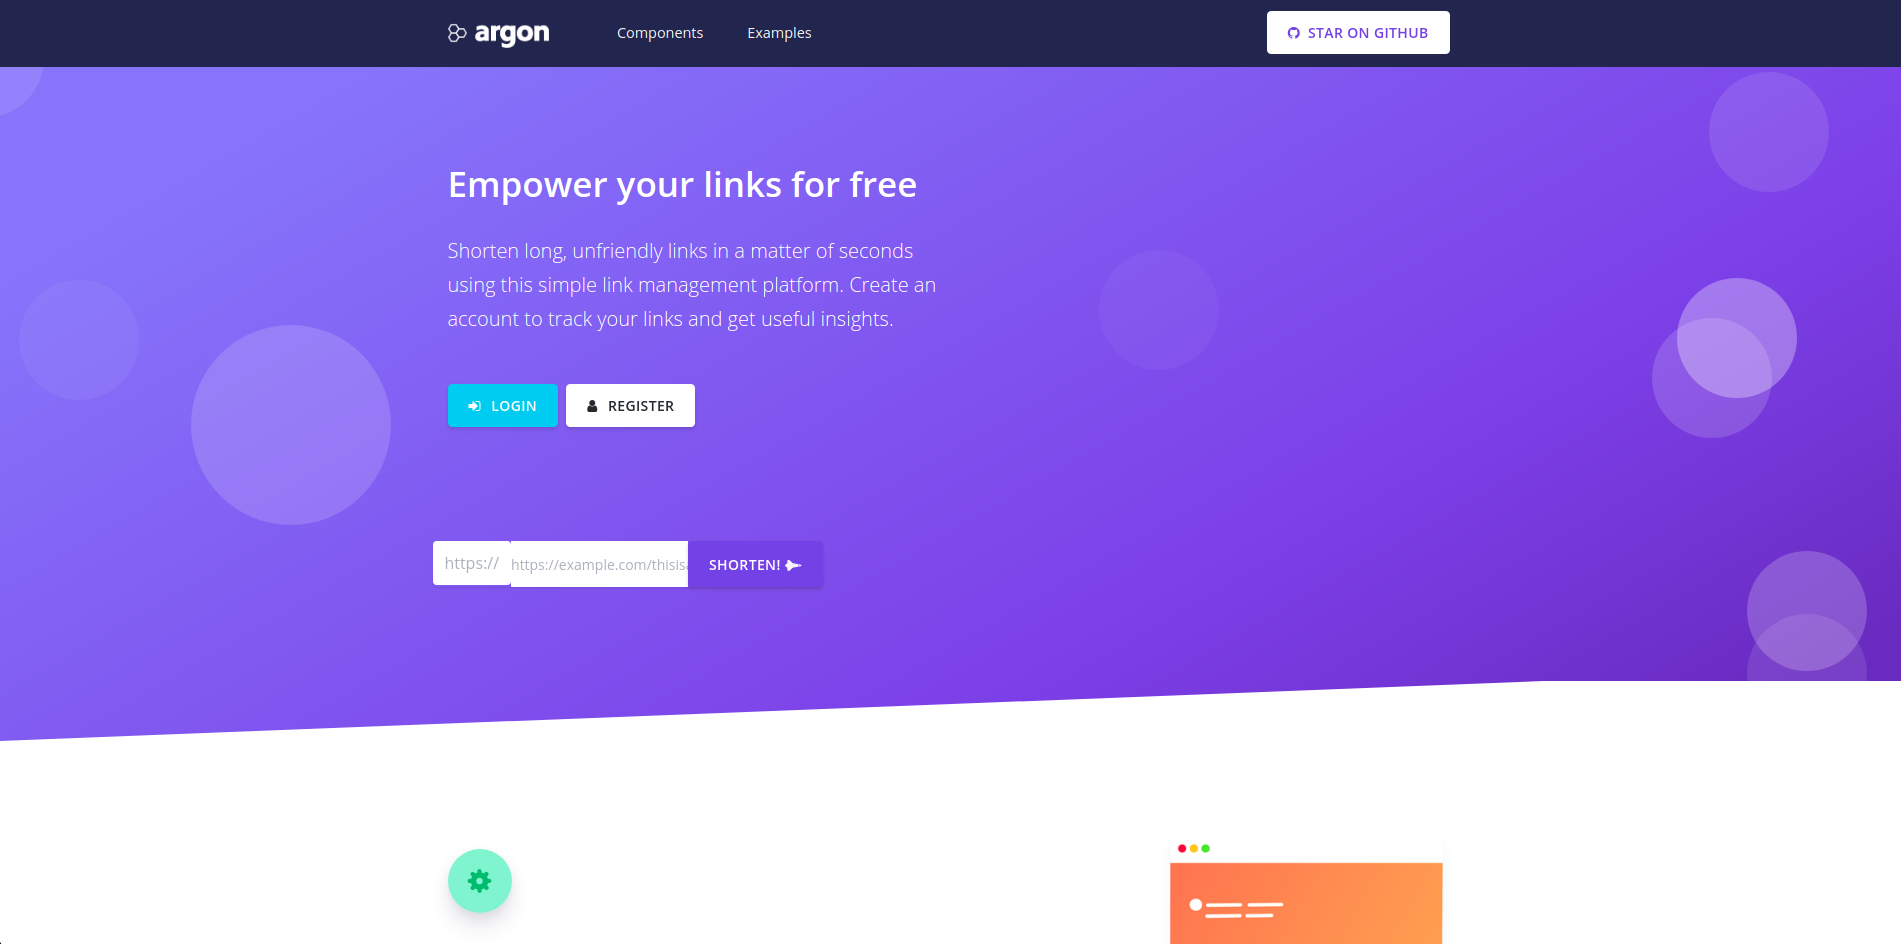 argon
Components
Examples
STAR ON GITHUB
Empower your links for free
Shorten long, unfriendly links in a matter of seconds
using this simple link management platform. Create an
account to track your links and get useful insights.
LOGIN
REGISTER
https://
https://example.com/thisis
SHORTEN!